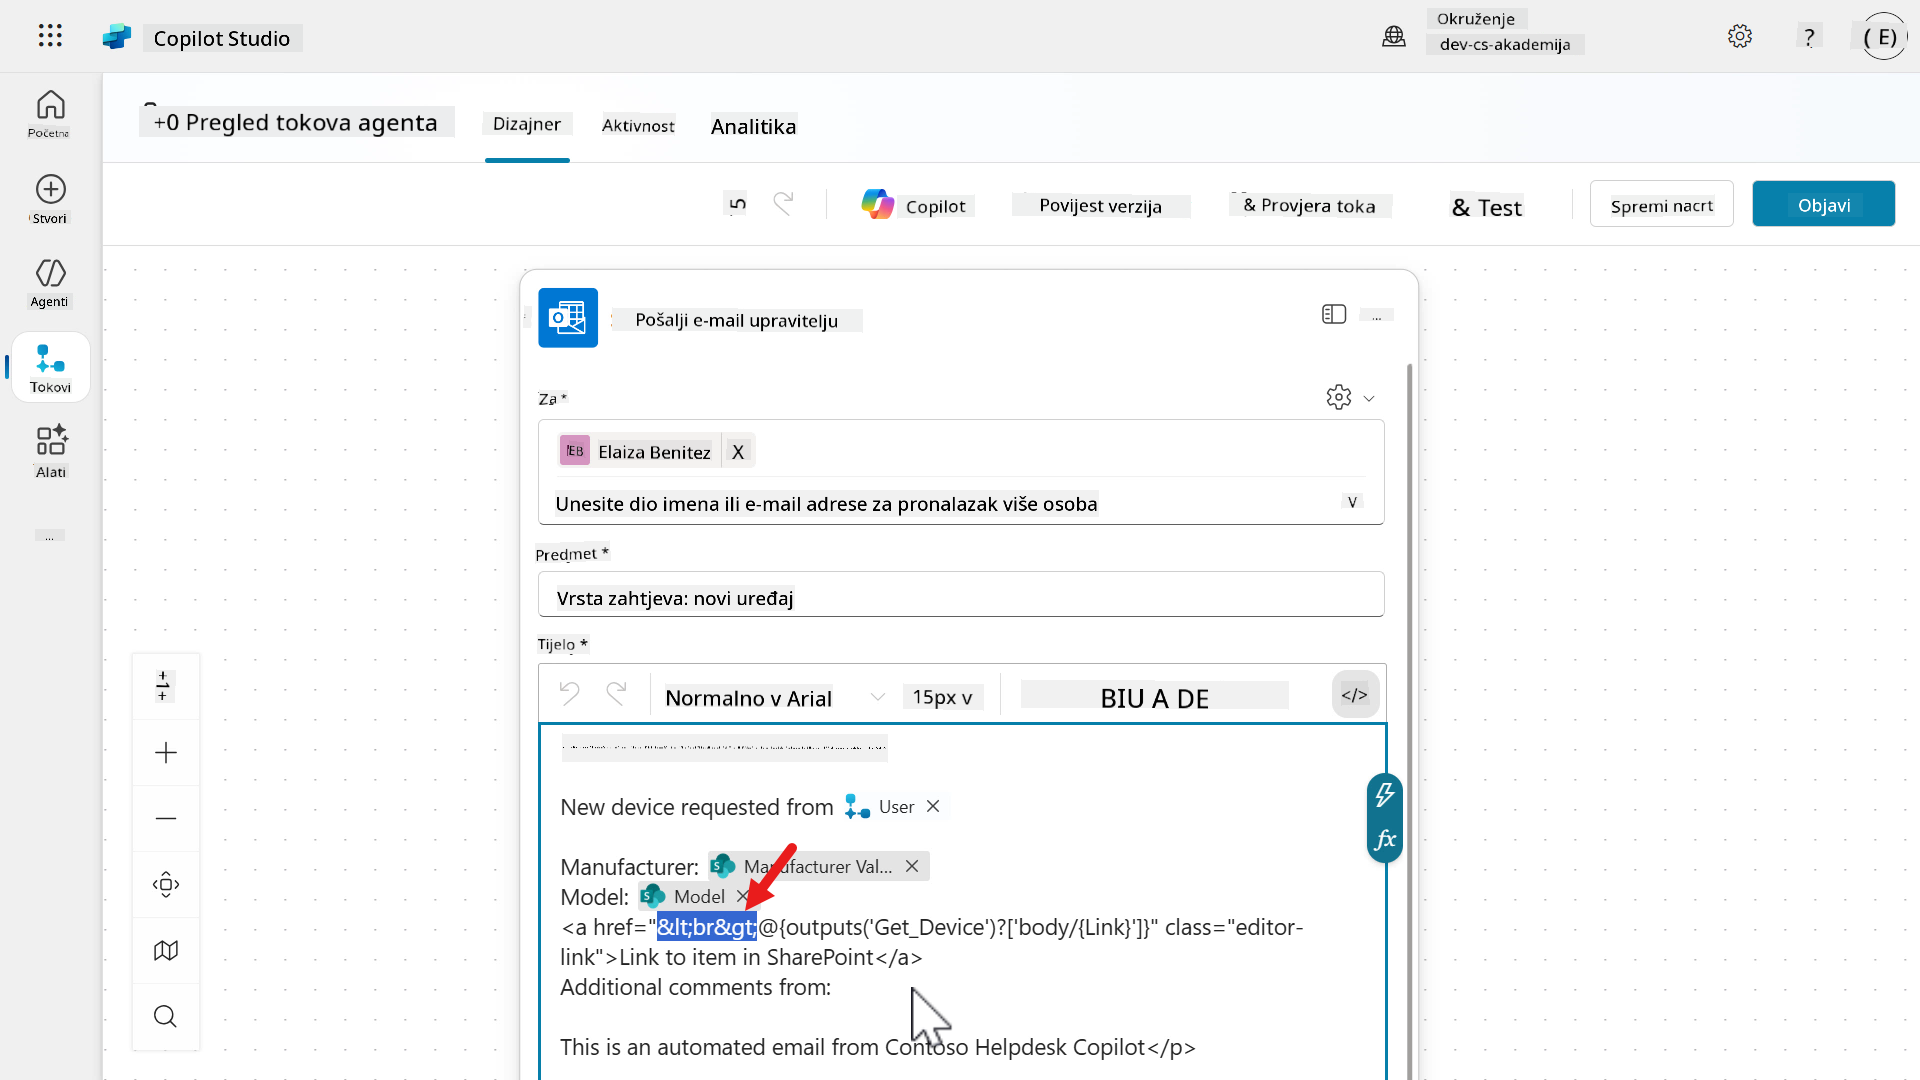 Copilot Studio
Okruženje
dev-cs-akademija
?
( E)
Početna
Stvori
Agenti
Tokovi
Alati
...
+0 Pregled tokova agenta
Dizajner
Aktivnost
Analitika
5
Copilot
Povijest verzija
& Provjera toka
& Test
Spremi nacrt
Objavi
Pošalji e-mail upravitelju
...
Za *
EB
Elaiza Benitez
X
Unesite dio imena ili e-mail adrese za pronalazak više osoba
V
Predmet *
Vrsta zahtjeva: novi uređaj
Tijelo *
Normalno v Arial
15px v
BIU A DE
</>
New device requested from User ×
Manufacturer: Manufacturer Val... ×
Model: Model ×
<a href="&lt;br&gt;@{outputs('Get_Device')?['body/{Link}']}" class="editor-
link">Link to item in SharePoint</a>
Additional comments from:
This is an automated email from Contoso Helpdesk Copilot</p>
fx